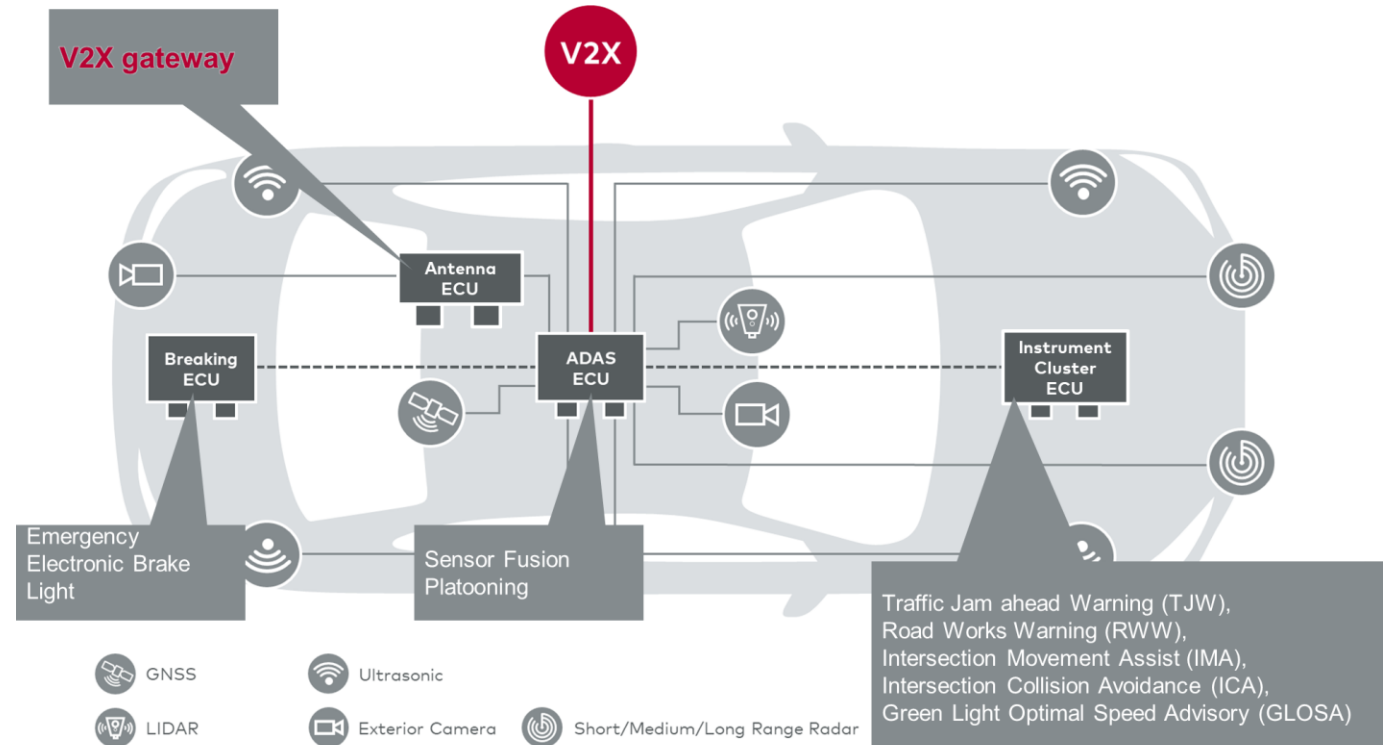 V2X gateway
V2X
Antenna
ECU
Breaking
ECU
ADAS
ECU
Instrument
Cluster
ECU
Emergency
Electronic Brake
Light
Sensor Fusion
Platooning
Traffic Jam ahead Warning (TJW),
Road Works Warning (RWW),
Intersection Movement Assist (IMA),
Intersection Collision Avoidance (ICA),
Green Light Optimal Speed Advisory (GLOSA)
GNSS
Ultrasonic
LIDAR
Exterior Camera
Short/Medium/Long Range Radar